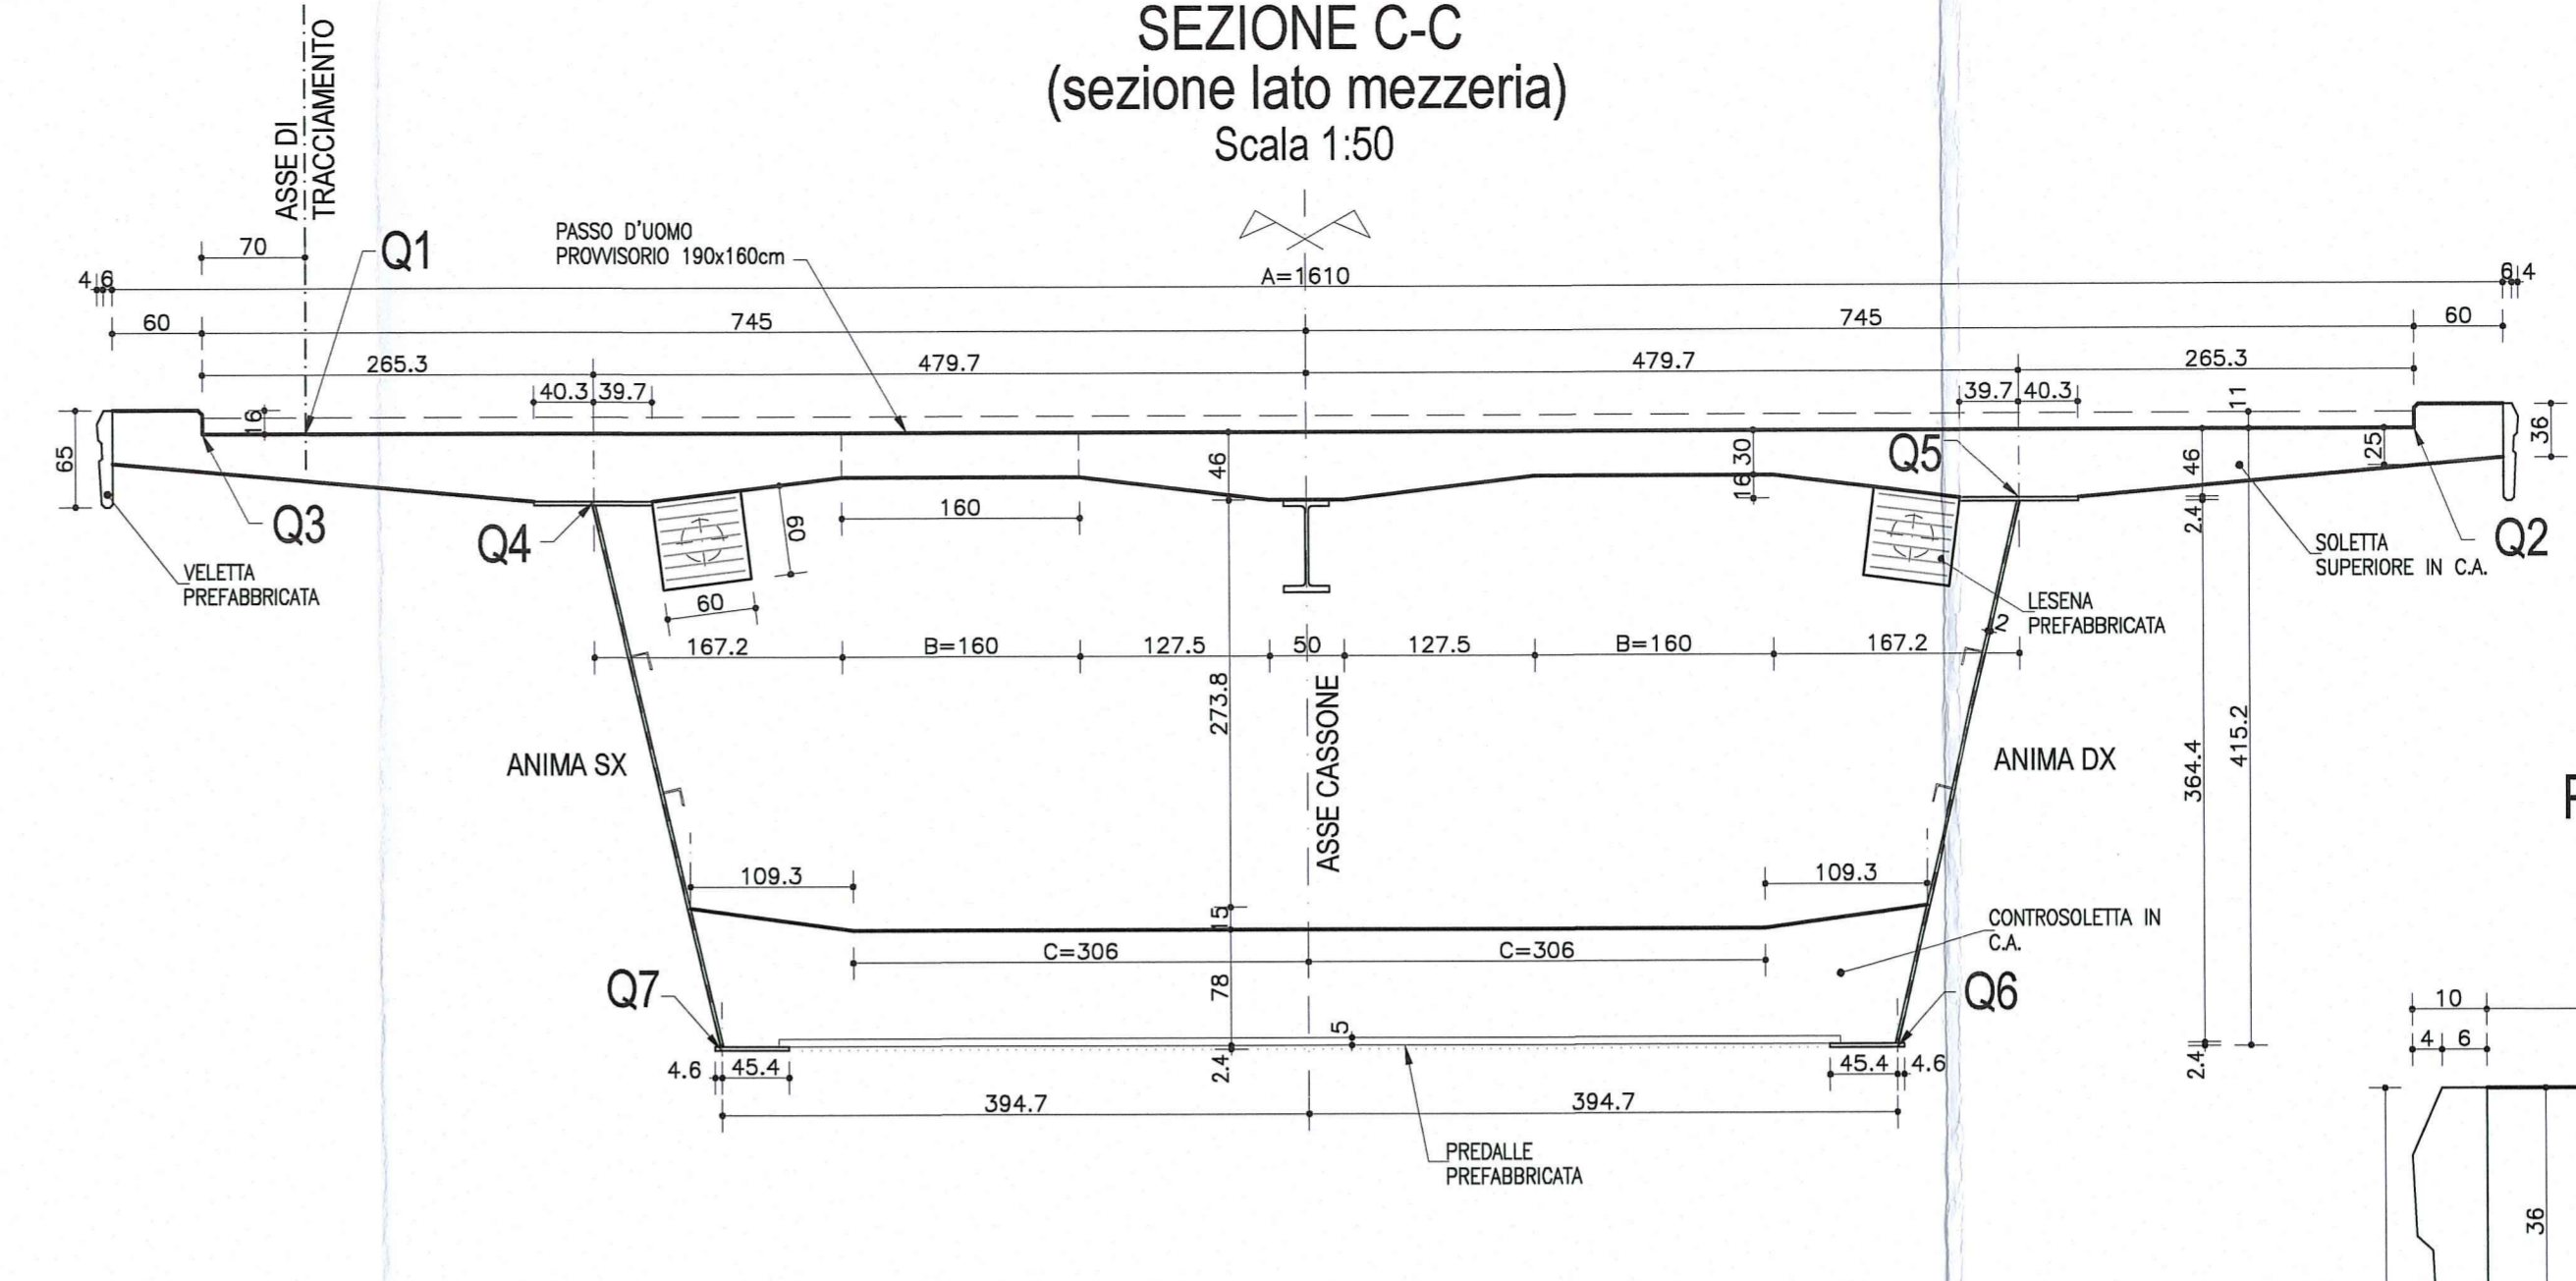 SEZIONE C-C
(sezione lato mezzeria)
Scala 1:50
ASSE DI
TRACCIAMENTO
70
Q1
PASSO D'UOMO
PROVVISORIO 190x160cm
4 6
A=1610
6 4
60
745
745
60
265.3
479.7
479.7
265.3
40.3 39.7
39.7 40.3
11
16
65
46
30
16
Q5
46
25
36
Q3
Q4
160
60
60
2.4
Q2
VELETTA
PREFABBRICATA
SOLETTA
SUPERIORE IN C.A.
LESENA
PREFABBRICATA
2
167.2
B=160
127.5
50
127.5
B=160
167.2
273.8
ASSE CASSONE
ANIMA SX
ANIMA DX
364.4
415.2
109.3
109.3
15
CONTROSOLETTA IN
C.A.
C=306
C=306
Q7
78
Q6
5
4.6 45.4
2.4
45.4 4.6
2.4
394.7
394.7
PREDALLE
PREFABBRICATA
10
4 6
36